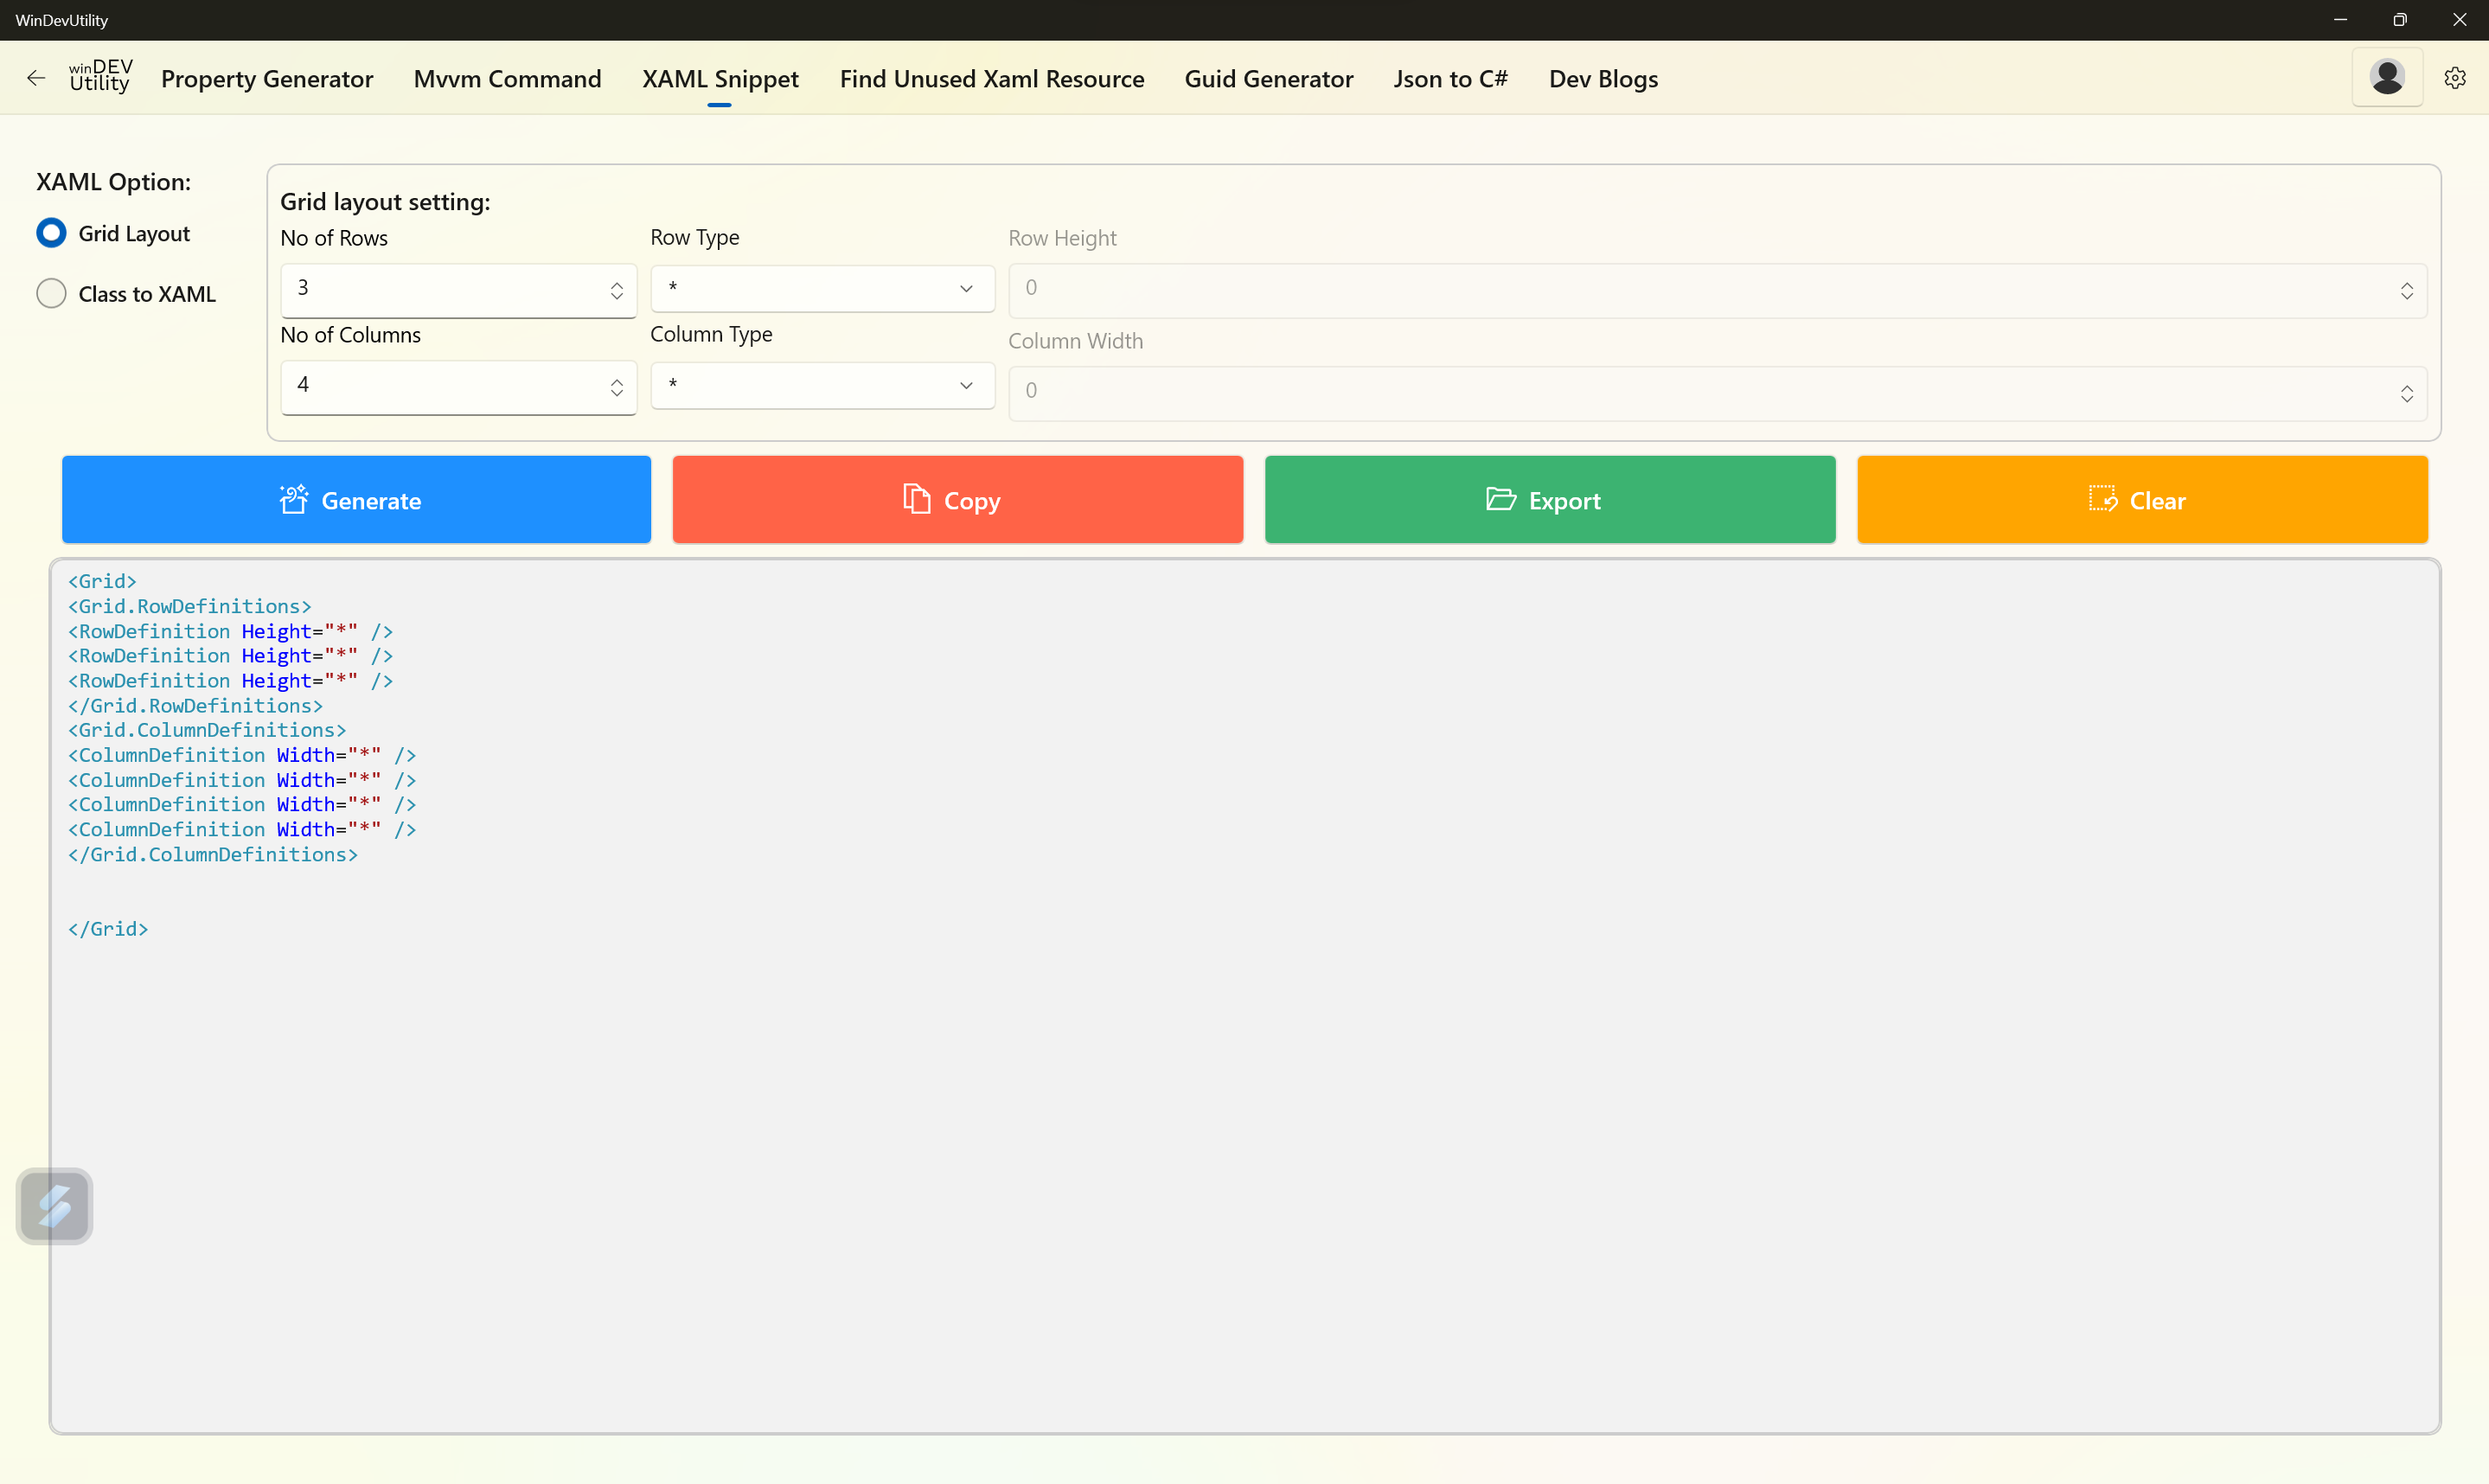 WinDevUtility
winDEV
Utility
Property Generator
Mvvm Command
XAML Snippet
Find Unused Xaml Resource
Guid Generator
Json to C#
Dev Blogs
XAML Option:
Grid Layout
Class to XAML
Grid layout setting:
No of Rows
Row Type
Row Height
3
*
0
No of Columns
Column Type
Column Width
4
*
0
Generate
Copy
Export
Clear
<Grid>
<Grid.RowDefinitions>
<RowDefinition Height="*" />
<RowDefinition Height="*" />
<RowDefinition Height="*" />
</Grid.RowDefinitions>
<Grid.ColumnDefinitions>
<ColumnDefinition Width="*" />
<ColumnDefinition Width="*" />
<ColumnDefinition Width="*" />
<ColumnDefinition Width="*" />
</Grid.ColumnDefinitions>
</Grid>